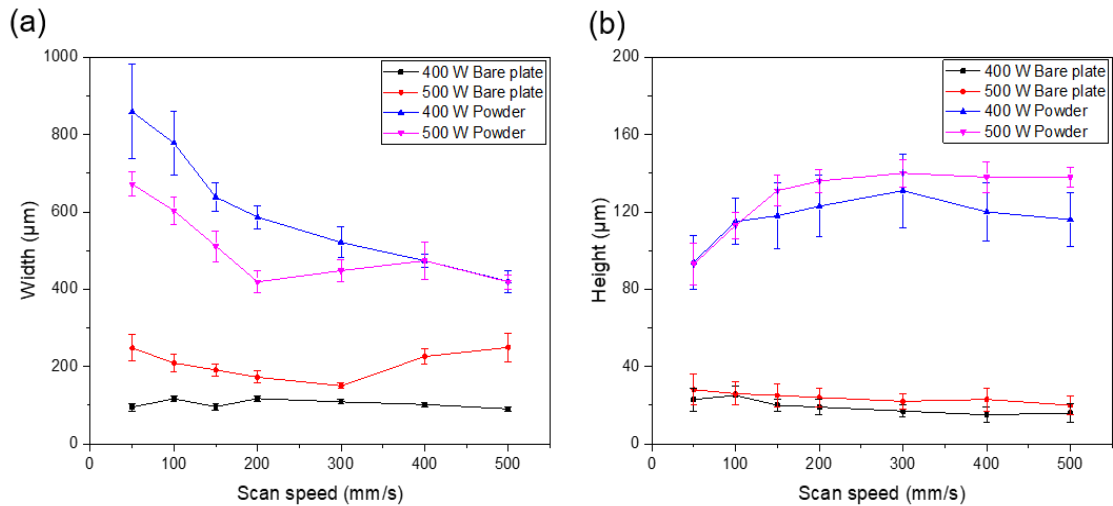 (a)
1000
800
600
400
200
0
Width (µm)
0
100
200
300
400
500
Scan speed (mm/s)
400 W Bare plate
500 W Bare plate
400 W Powder
500 W Powder
(b)
200
160
120
80
40
0
Height (µm)
0
100
200
300
400
500
Scan speed (mm/s)
400 W Bare plate
500 W Bare plate
400 W Powder
500 W Powder